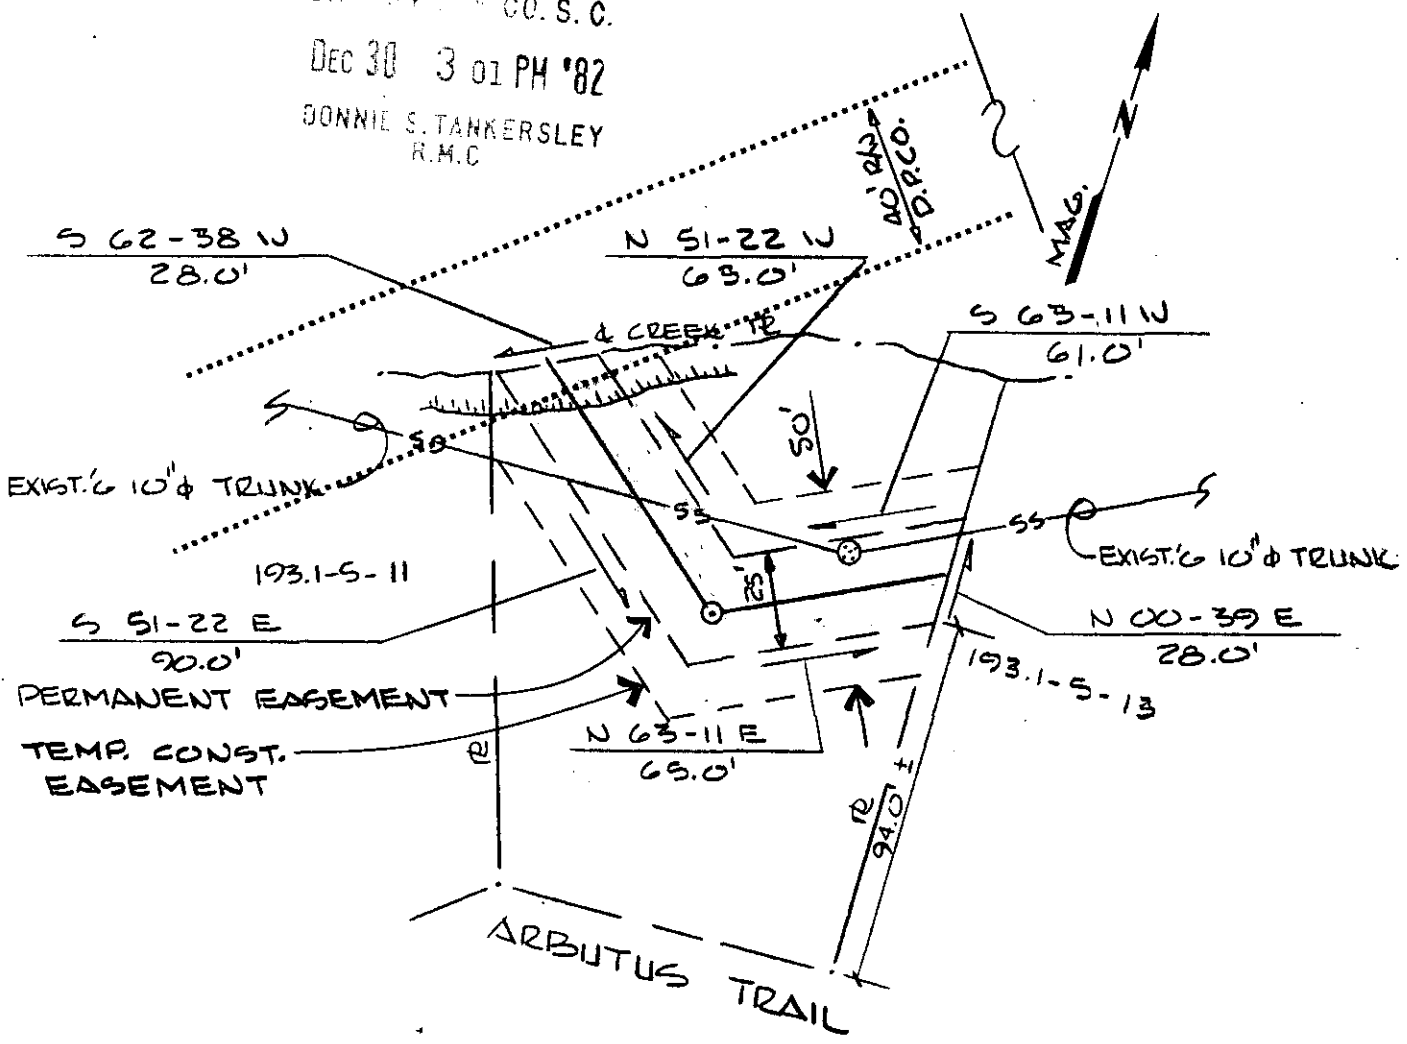 CO. S. C.
DEC 30 3 01 PM '82
DONNIE S. TANKERSLEY
R.M.C
40' R/W
D.P.CO.
N
MAG.
S 62-38 W
28.0'
N 51-22 W
63.0'
S 63-11 W
61.0'
℄ CREEK ℄
50'
EXIST.'G 10"ϕ TRUNK
SS
SS
SS
EXIST.'G 10"ϕ TRUNK
193.1-5-11
25'
S 51-22 E
90.0'
N 00-39 E
28.0'
193.1-5-13
PERMANENT EASEMENT
TEMP. CONST.
EASEMENT
N 63-11 E
65.0'
94.0' ±
ARBUTUS TRAIL